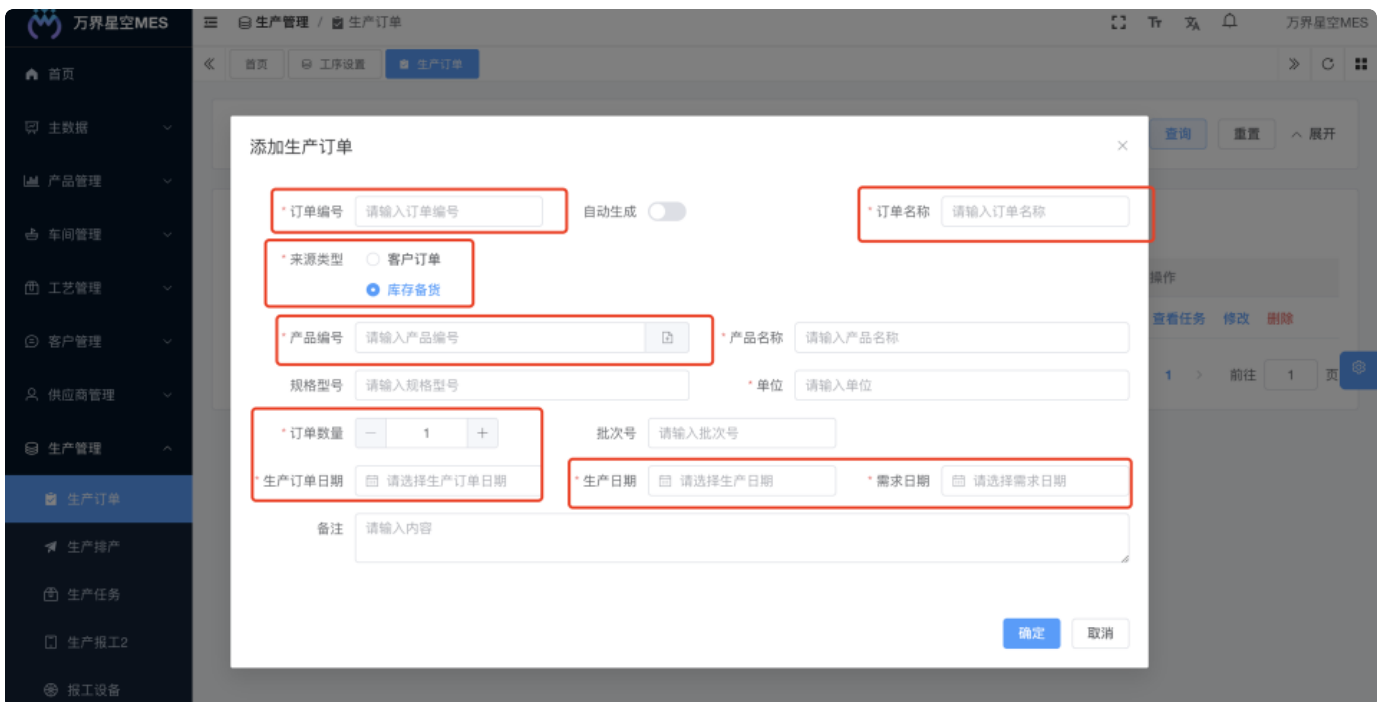 万界星空MES
生产管理 / 生产订单
Tт
万界星空MES
首页
工序设置
生产订单
首页
主数据
产品管理
车间管理
工艺管理
客户管理
供应商管理
生产管理
生产订单
生产排产
生产任务
生产报工2
报工设备
查询
重置
展开
操作
查看任务 修改 删除
1
前往 1 页
添加生产订单
*订单编号 请输入订单编号 自动生成 *订单名称 请输入订单名称
*来源类型 客户订单
库存备货
*产品编号 请输入产品编号 *产品名称 请输入产品名称
规格型号 请输入规格型号 *单位 请输入单位
*订单数量 - 1 + 批次号 请输入批次号
*生产订单日期 请选择生产订单日期 *生产日期 请选择生产日期 *需求日期 请选择需求日期
备注 请输入内容
确定 取消